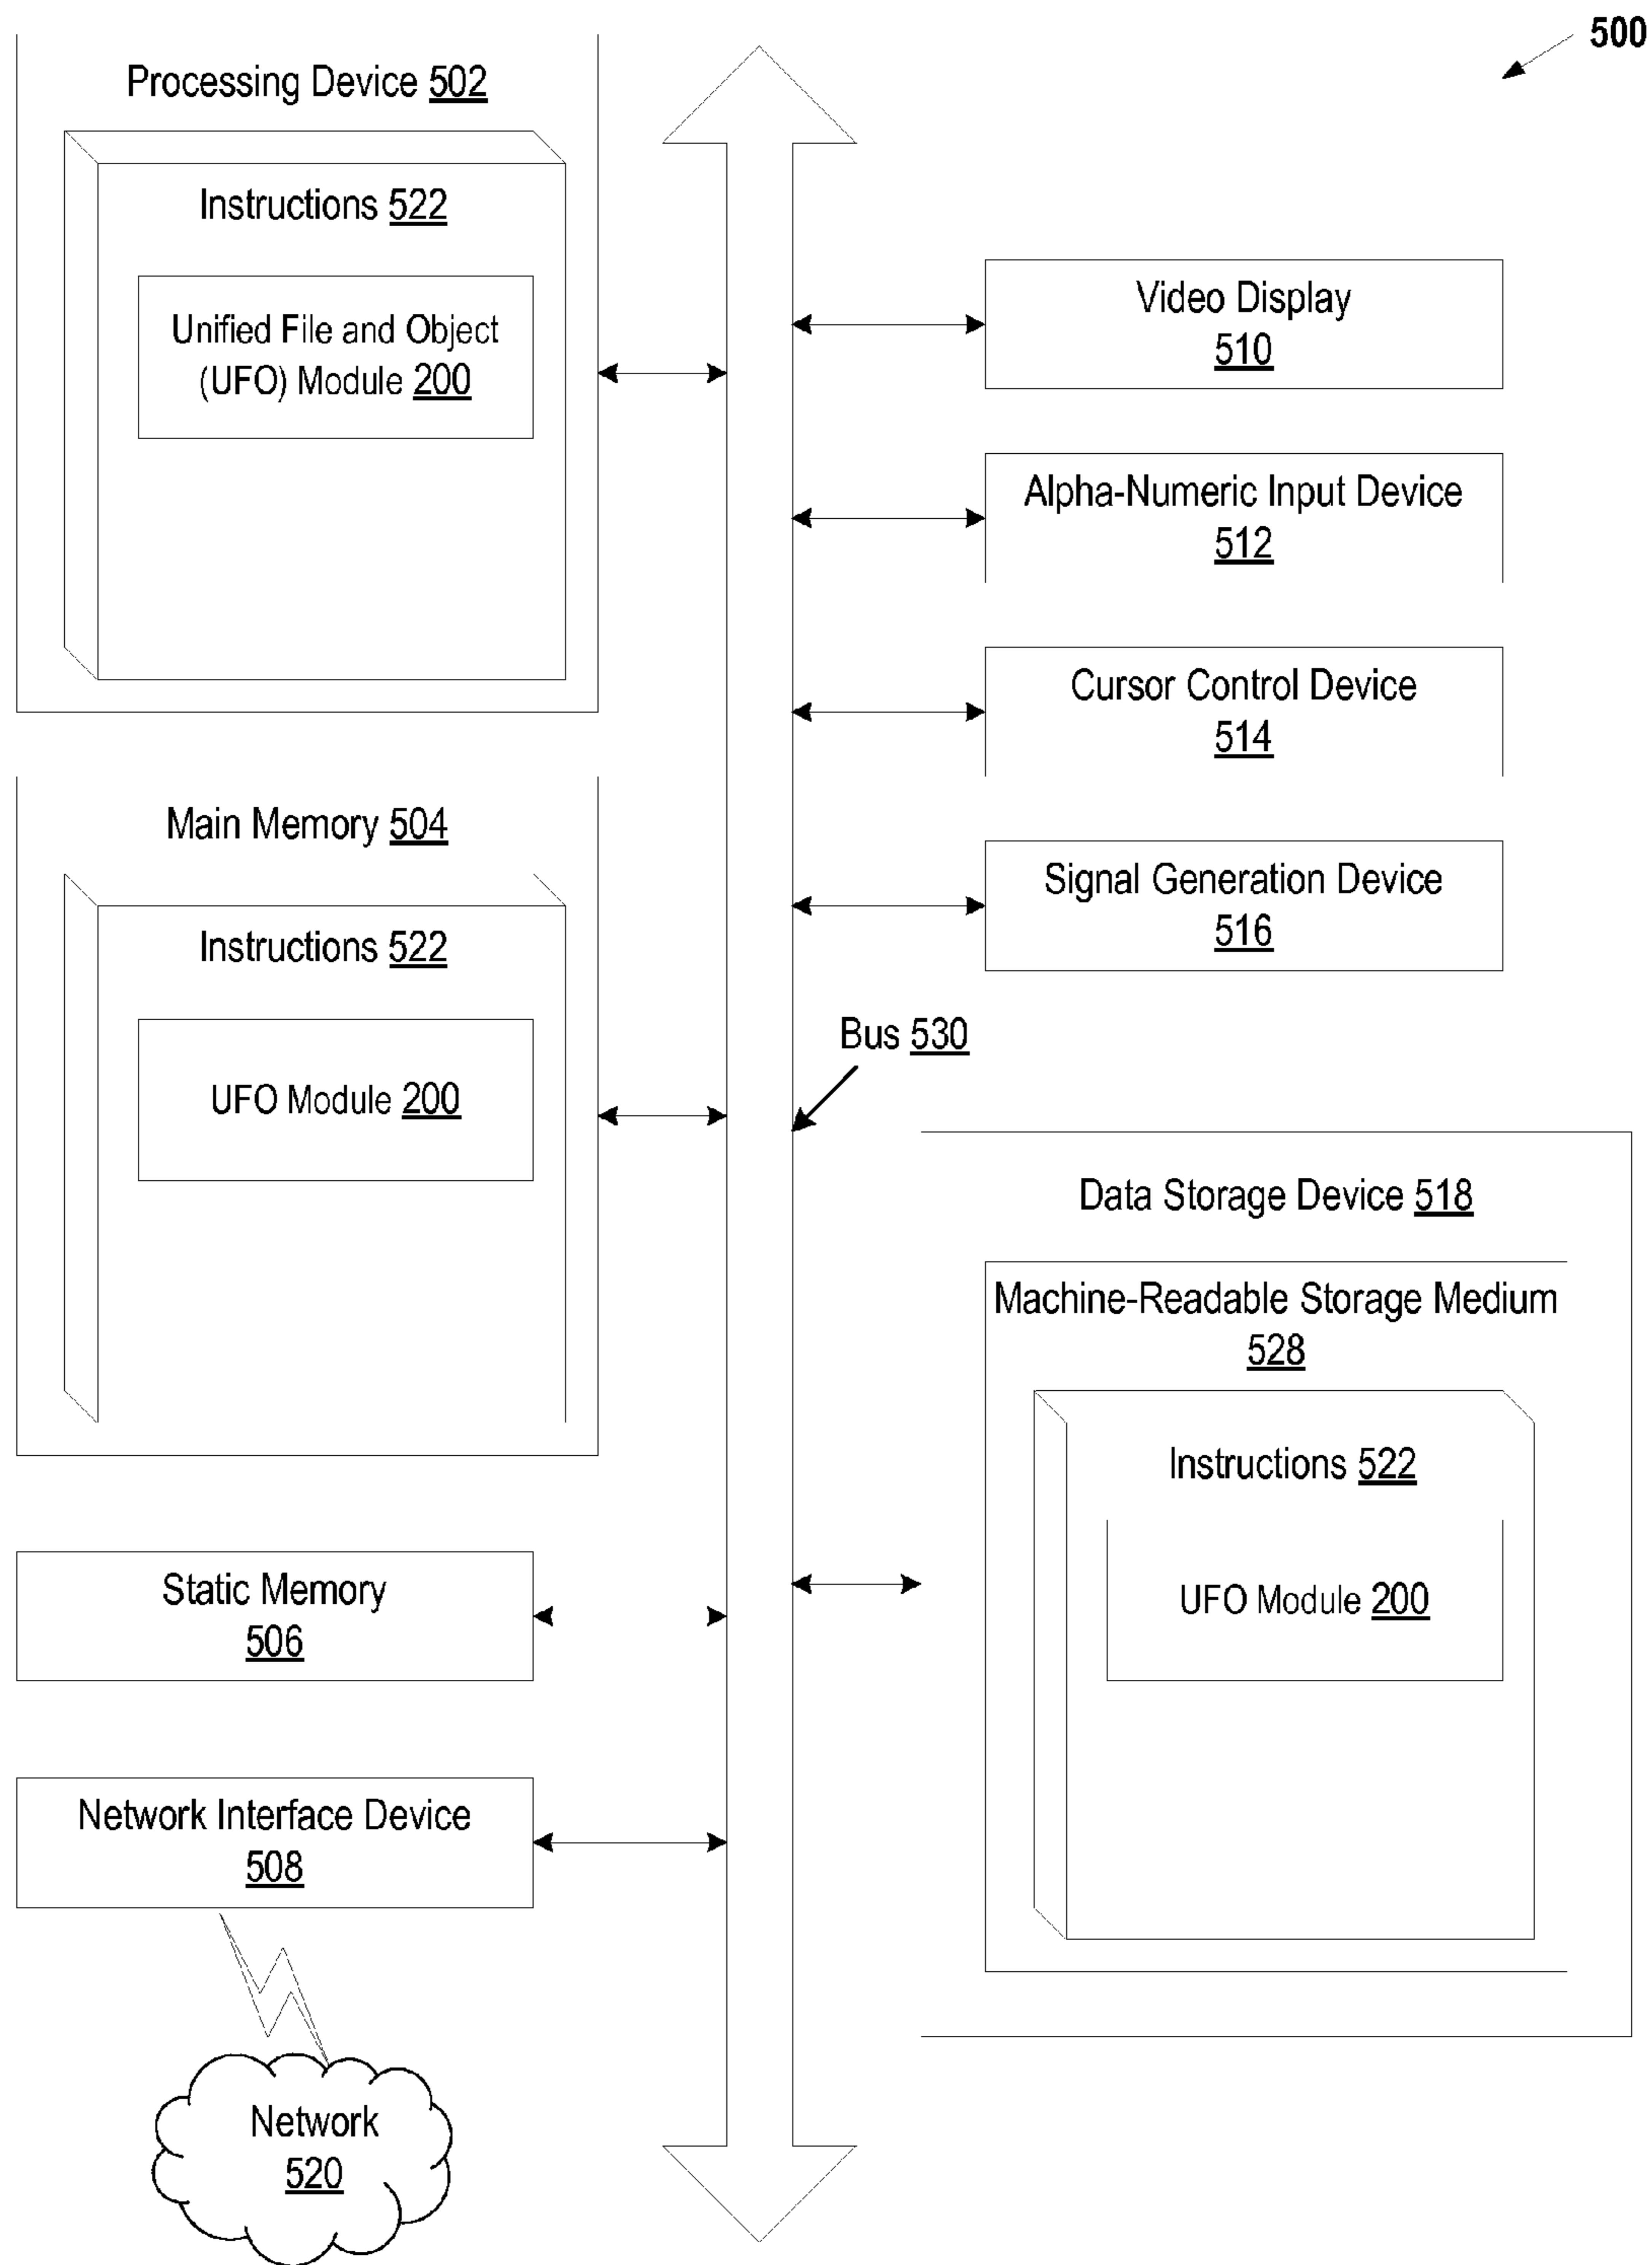 500
Processing Device 502
Instructions 522
Unified File and Object
(UFO) Module 200
Main Memory 504
Instructions 522
UFO Module 200
Static Memory
506
Network Interface Device
508
Network
520
Video Display
510
Alpha-Numeric Input Device
512
Cursor Control Device
514
Signal Generation Device
516
Bus 530
Data Storage Device 518
Machine-Readable Storage Medium
528
Instructions 522
UFO Module 200